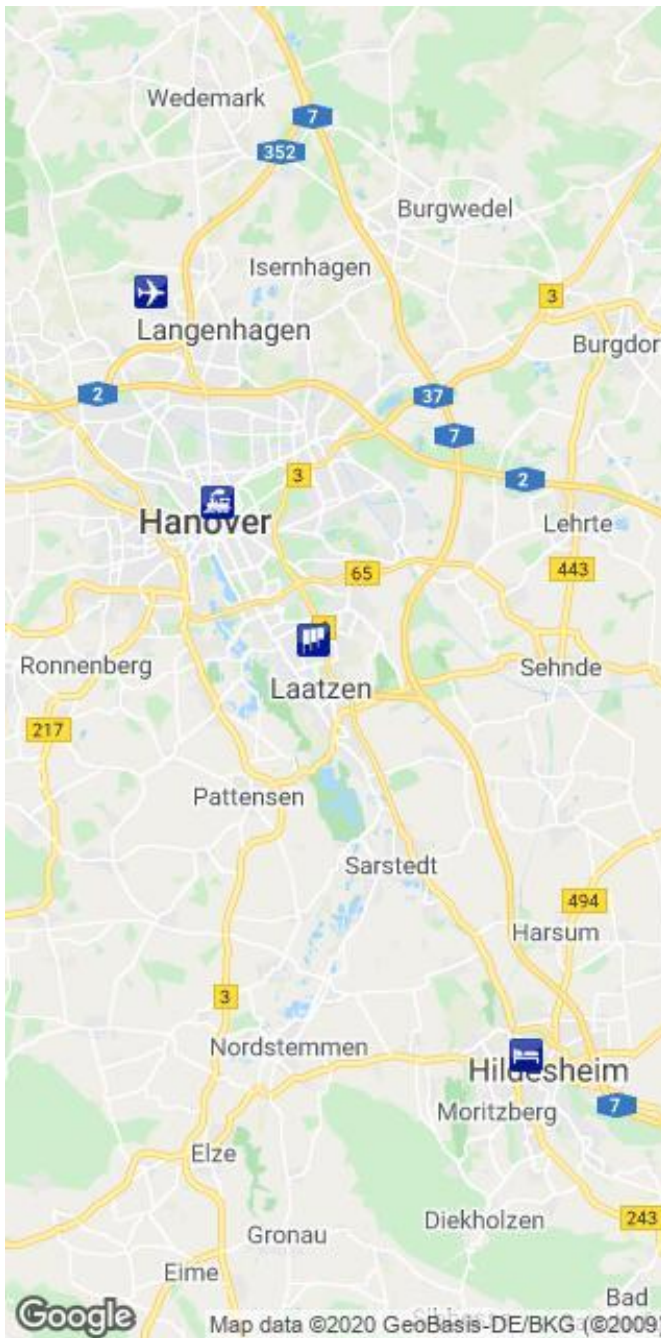 Wedemark
7
352
Burgwedel
Isernhagen
3
Langenhagen
Burgdor
2
37
7
3
2
Hanover
Lehrte
65
443
Ronnenberg
Laatzen
Sehnde
217
Pattensen
Sarstedt
494
Harsum
3
Nordstemmen
Hildesheim
7
Moritzberg
Elze
243
Diekholzen
Gronau
Eime
Bad
Google
Map data ©2020 GeoBasis-DE/BKG (©2009)